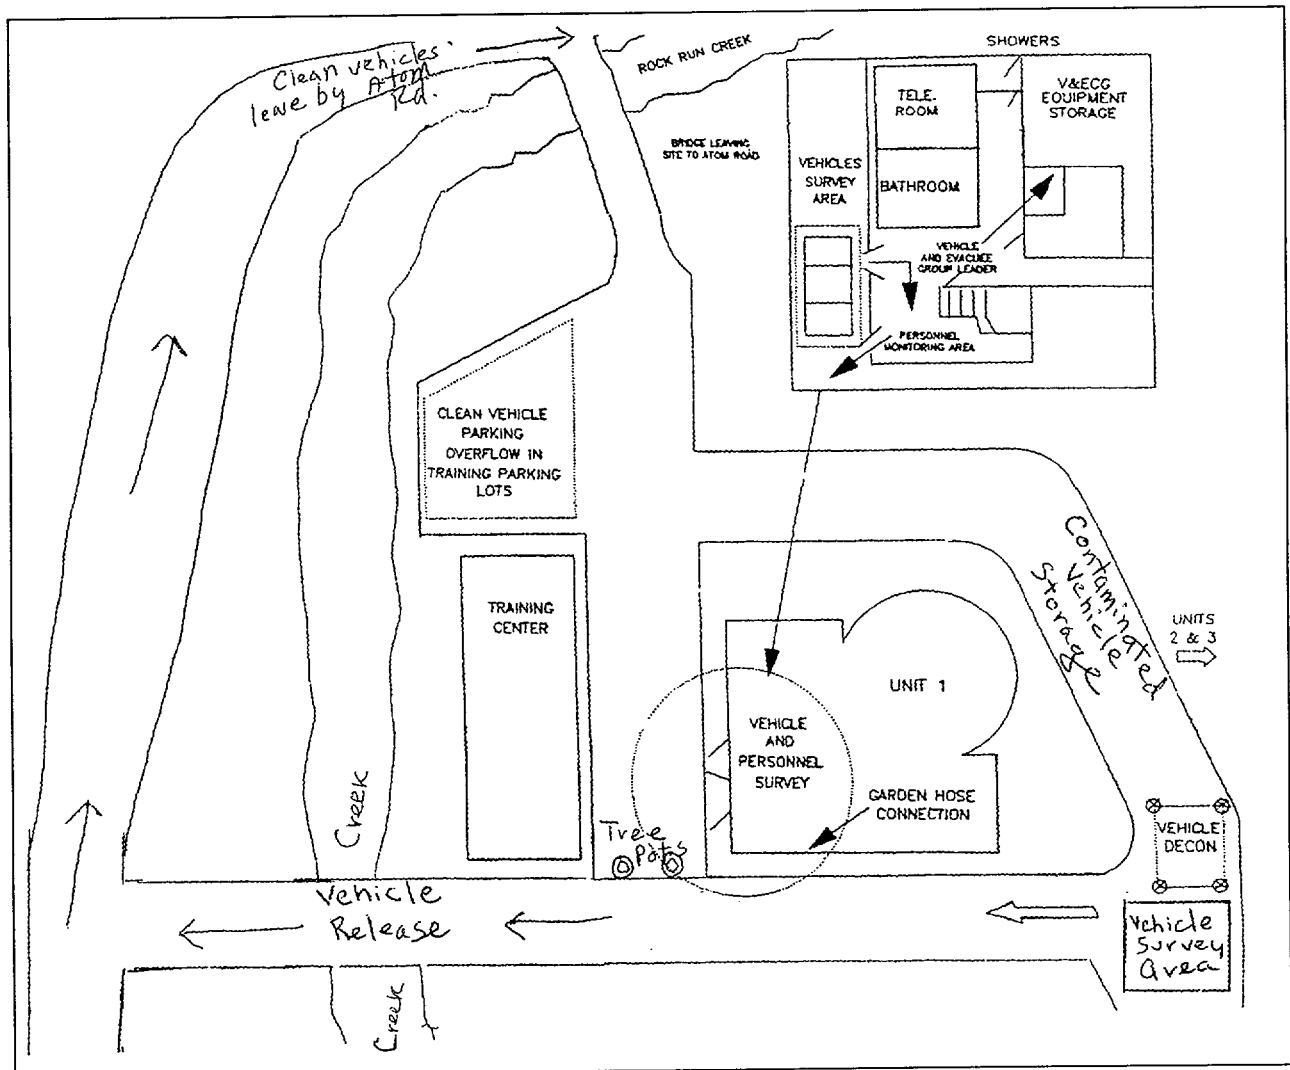 Clean vehicles
leave by Atom
Rd.
ROCK RUN CREEK
BRIDGE LEAVING
SITE TO ATOM ROAD
SHOWERS
TELE.
ROOM
V&ECG
EQUIPMENT
STORAGE
VEHICLES
SURVEY
AREA
BATHROOM
VEHICLE
AND EVACUEE
GROUP LEADER
PERSONNEL
MONITORING AREA
CLEAN VEHICLE
PARKING
OVERFLOW IN
TRAINING PARKING
LOTS
Contaminated
Vehicle
Storage
UNITS
2 & 3
TRAINING
CENTER
UNIT 1
VEHICLE
AND
PERSONNEL
SURVEY
GARDEN HOSE
CONNECTION
Creek
Tree
Pots
VEHICLE
DECON
Vehicle
Release
Vehicle
Survey
Area
Creek